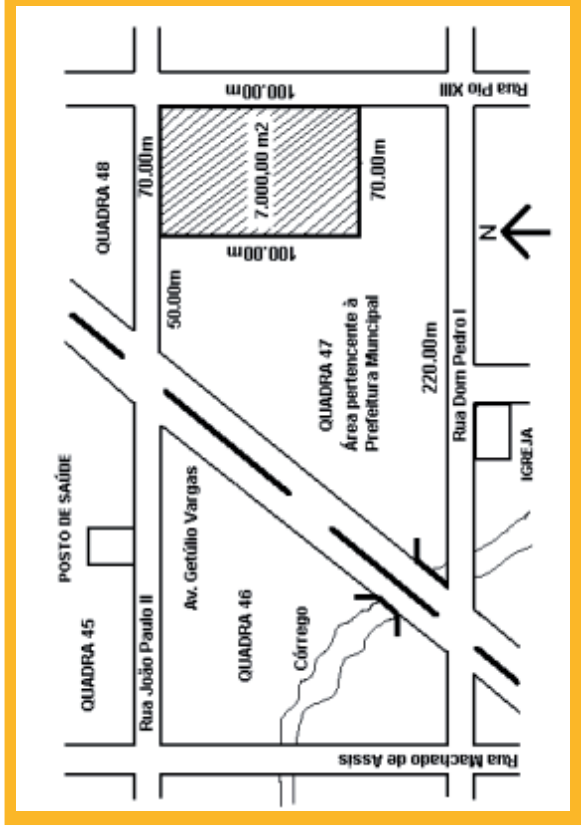 POSTO DE SAÚDE
QUADRA 45
QUADRA 48
Rua João Paulo II
70.00m
50.00m
Av. Getúlio Vargas
100.00m
7.000,00 m2
100.00m
QUADRA 46
Córrego
70.00m
QUADRA 47
Área pertencente à
Prefeitura Muncipal
220.00m
Rua Dom Pedro I
IGREJA
N
Rua Machado de Assis
Rua Pio XIII